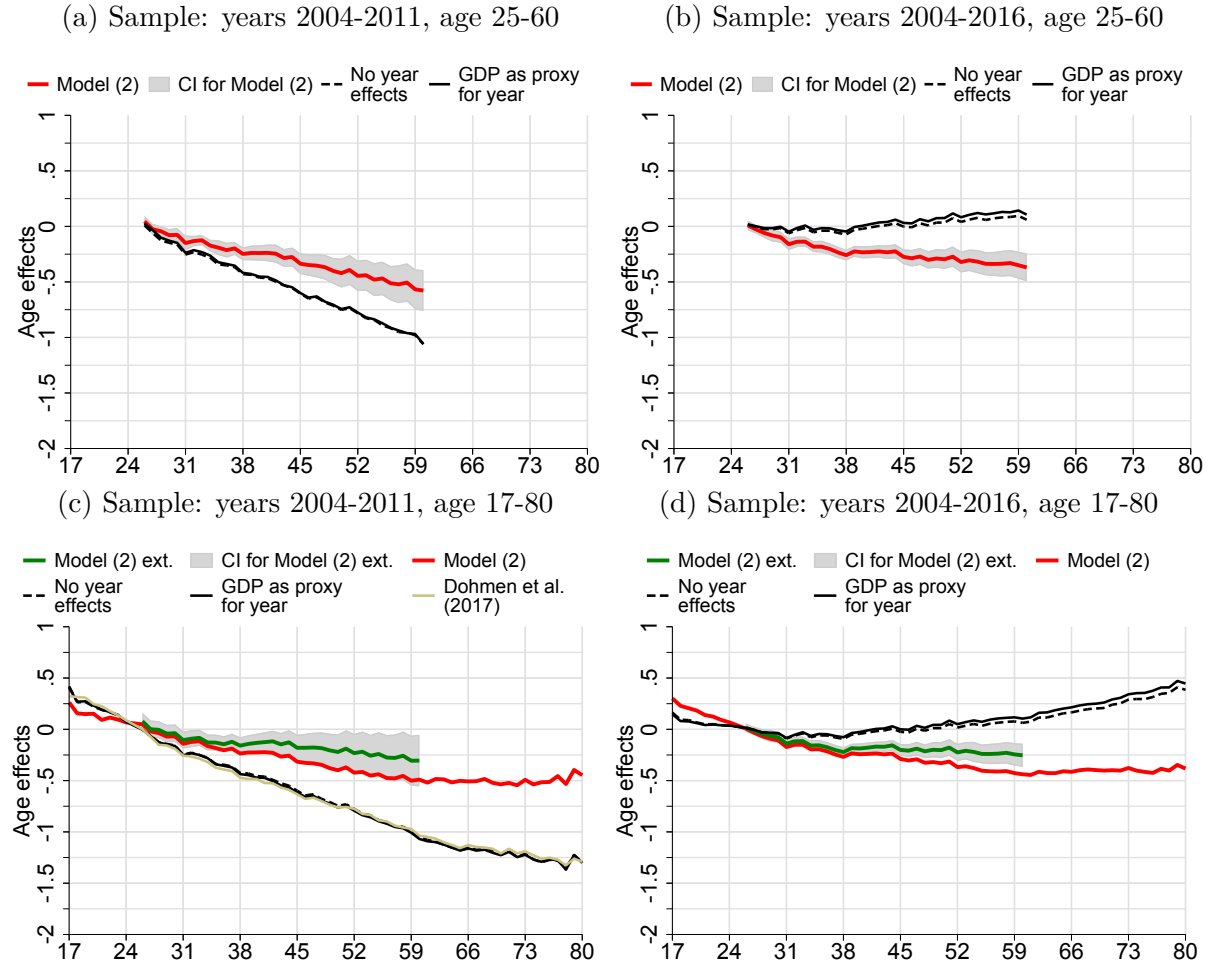 (a) Sample: years 2004-2011, age 25-60
Model (2) CI for Model (2) No year effects GDP as proxy for year
Age effects
1
.5
0
-.5
-1
-1.5
-2
17 24 31 38 45 52 59 66 73 80
(b) Sample: years 2004-2016, age 25-60
Model (2) CI for Model (2) No year effects GDP as proxy for year
Age effects
1
.5
0
-.5
-1
-1.5
-2
17 24 31 38 45 52 59 66 73 80
(c) Sample: years 2004-2011, age 17-80
Model (2) ext. CI for Model (2) ext. Model (2)
No year effects GDP as proxy for year Dohmen et al. (2017)
Age effects
1
.5
0
-.5
-1
-1.5
-2
17 24 31 38 45 52 59 66 73 80
(d) Sample: years 2004-2016, age 17-80
Model (2) ext. CI for Model (2) ext. Model (2)
No year effects GDP as proxy for year
Age effects
1
.5
0
-.5
-1
-1.5
-2
17 24 31 38 45 52 59 66 73 80